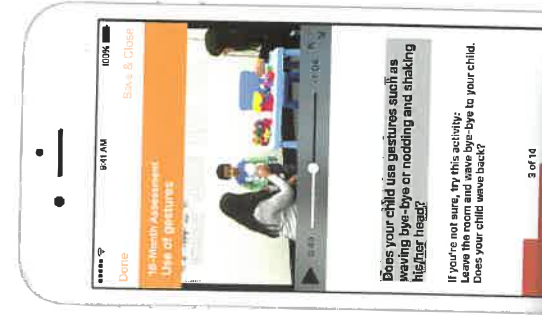 9:41 AM
100%
Done
Save & Close
18-Month Assessment
Use of gestures
Does your child use gestures such as
waving bye-bye or nodding and shaking
his/her head?
If you're not sure, try this activity:
Leave the room and wave bye-bye to your child.
Does your child wave back?
3 of 14